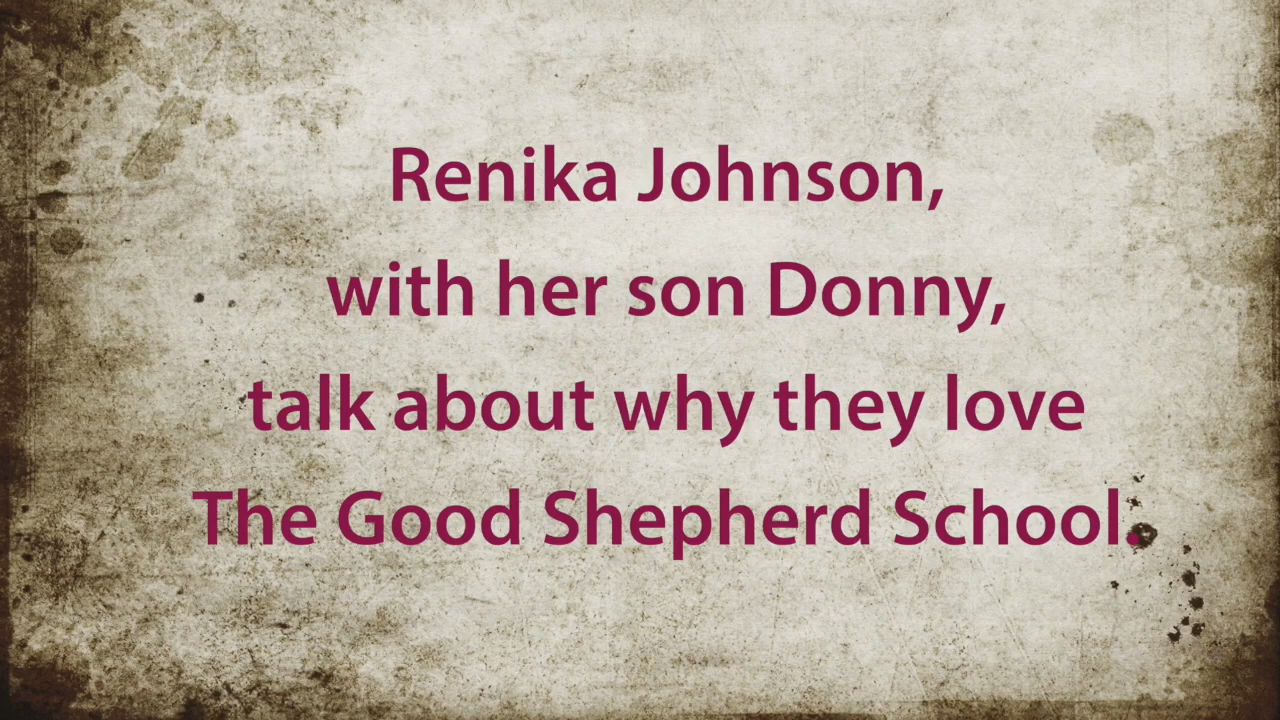 Renika Johnson,
with her son Donny,
talk about why they love
The Good Shepherd School.